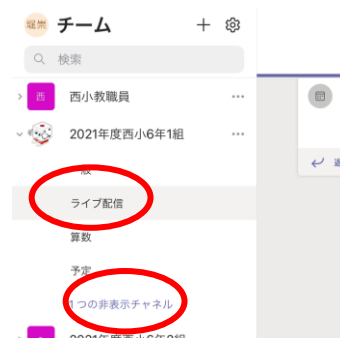 堀崇 チーム
検索
西 西小教職員
2021年度西小6年1組
ライブ配信
算数
予定
1つの非表示チャネル